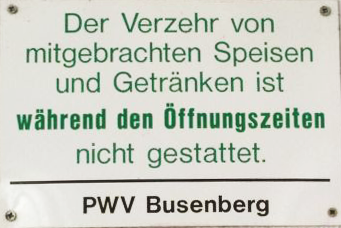 Der Verzehr von
mitgebrachten Speisen
und Getränken ist
während den Öffnungszeiten
nicht gestattet.
PWV Busenberg